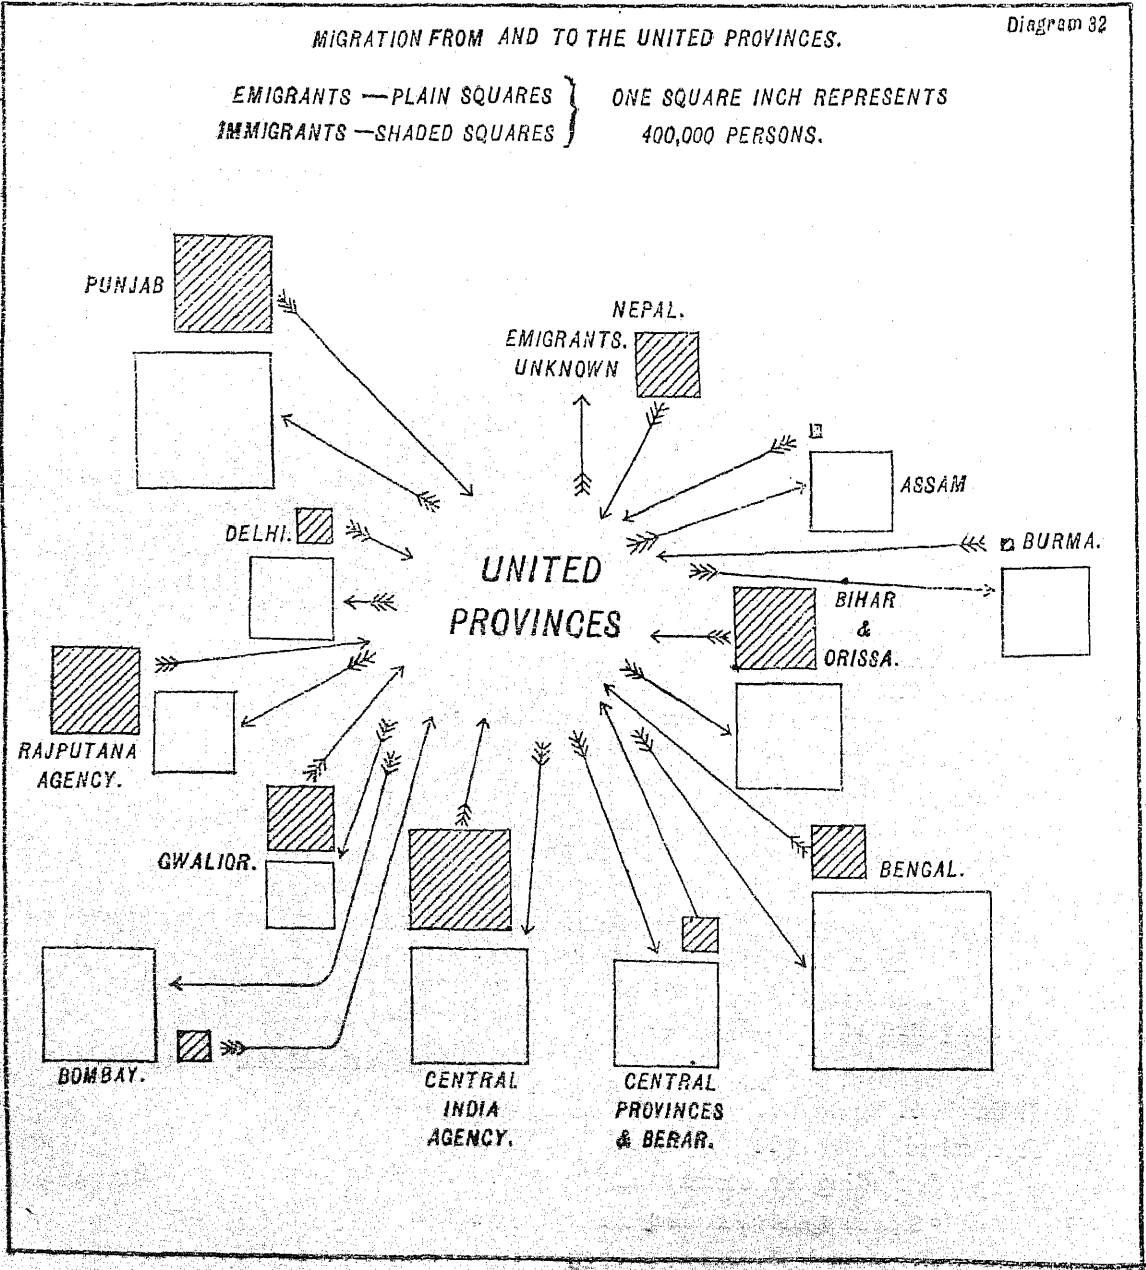 Diagram 32
MIGRATION FROM AND TO THE UNITED PROVINCES.
EMIGRANTS — PLAIN SQUARES
IMMIGRANTS — SHADED SQUARES
ONE SQUARE INCH REPRESENTS
400,000 PERSONS.
PUNJAB
NEPAL.
EMIGRANTS.
UNKNOWN
ASSAM
DELHI.
BURMA.
UNITED
PROVINCES
BIHAR
&
ORISSA.
RAJPUTANA
AGENCY.
GWALIOR.
BENGAL.
BOMBAY.
CENTRAL
INDIA
AGENCY.
CENTRAL
PROVINCES
& BERAR.